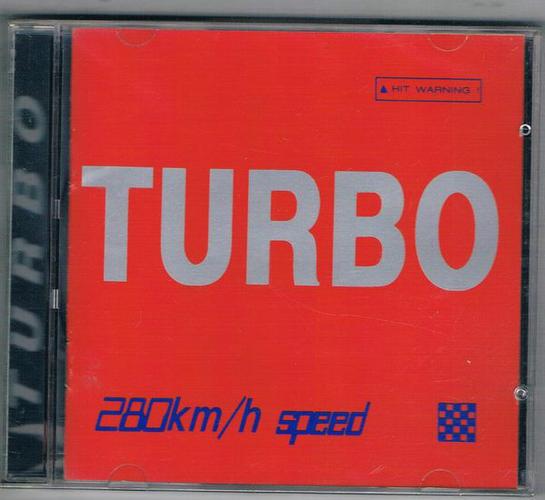 TURBO
▲ HIT WARNING !
TURBO
280km/h speed